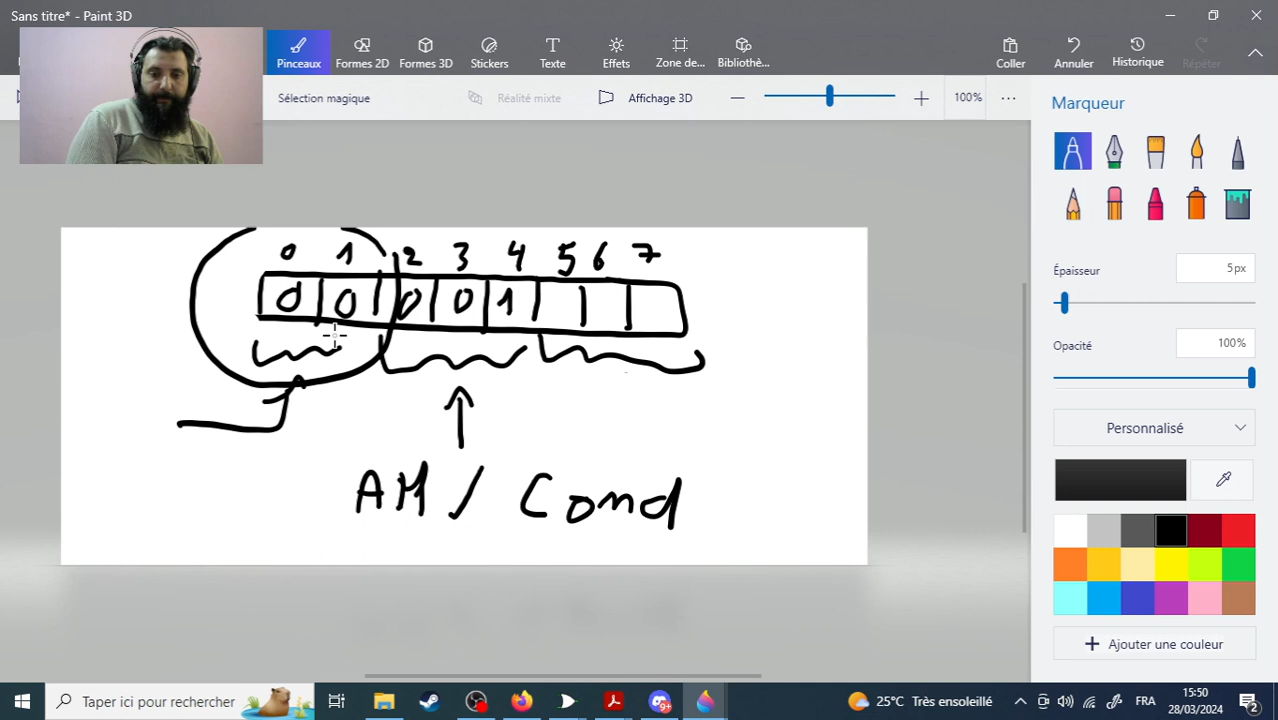 Sans titre* - Paint 3D
Pinceaux
Formes 2D
Formes 3D
Stickers
Texte
Effets
Zone de...
Bibliothè...
Coller
Annuler
Historique
Répéter
Sélection magique
Réalité mixte
Affichage 3D
100%
Marqueur
Épaisseur
5px
Opacité
100%
Personnalisé
Ajouter une couleur
0 1 2 3 4 5 6 7
0 0 0 0 1
AM / Cond
Taper ici pour rechercher
9+
25°C Très ensoleillé
FRA
15:50
28/03/2024
2